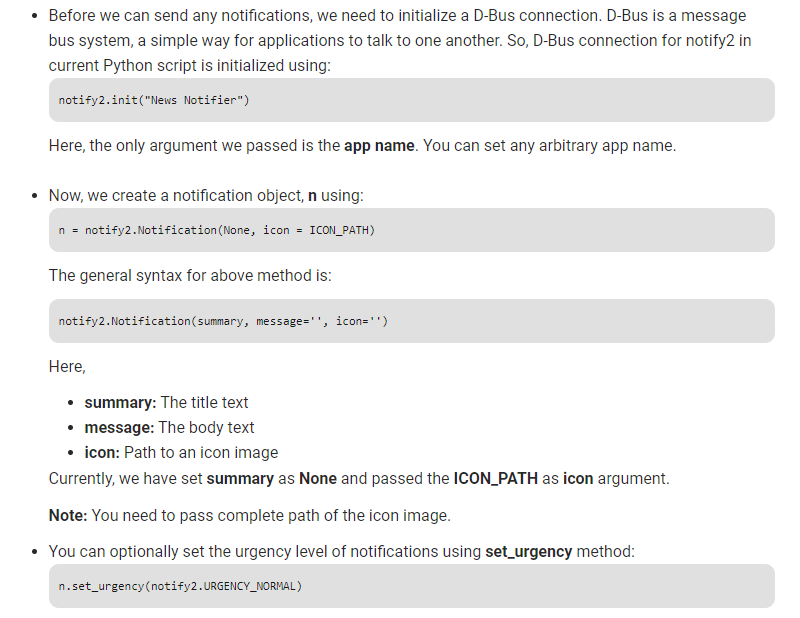 Before we can send any notifications, we need to initialize a D-Bus connection. D-Bus is a message
bus system, a simple way for applications to talk to one another. So, D-Bus connection for notify2 in
current Python script is initialized using:
notify2.init("News Notifier")
Here, the only argument we passed is the app name. You can set any arbitrary app name.
Now, we create a notification object, n using:
n = notify2.Notification(None, icon = ICON_PATH)
The general syntax for above method is:
notify2.Notification(summary, message='', icon='')
Here,
summary: The title text
message: The body text
icon: Path to an icon image
Currently, we have set summary as None and passed the ICON_PATH as icon argument.
Note: You need to pass complete path of the icon image.
You can optionally set the urgency level of notifications using set_urgency method:
n.set_urgency(notify2.URGENCY_NORMAL)